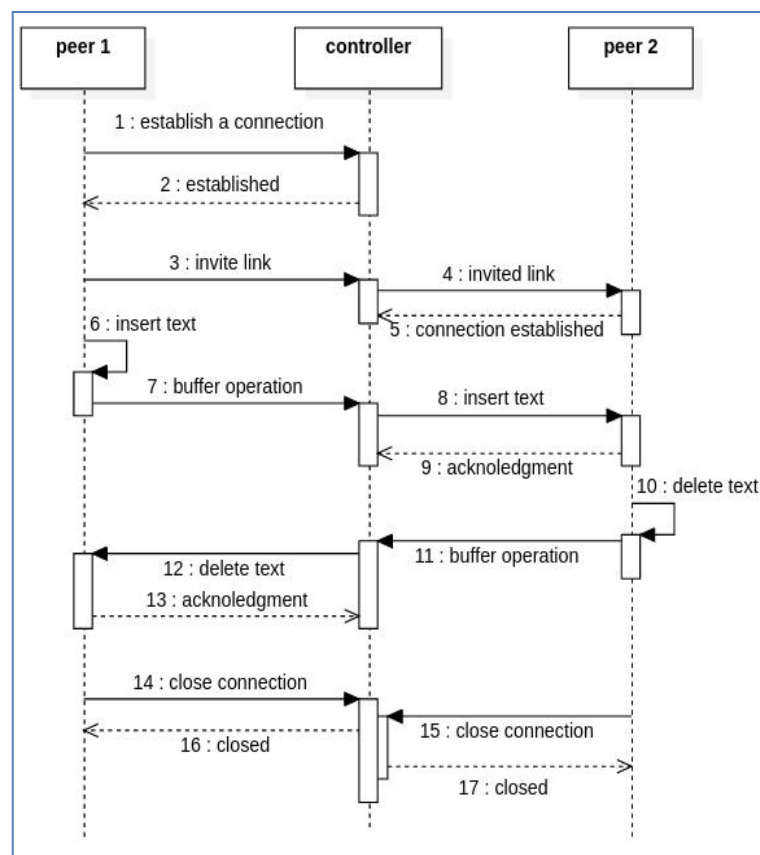 peer 1
controller
peer 2
1 : establish a connection
2 : established
3 : invite link
4 : invited link
5 : connection established
6 : insert text
7 : buffer operation
8 : insert text
9 : acknoledgment
10 : delete text
11 : buffer operation
12 : delete text
13 : acknoledgment
14 : close connection
15 : close connection
16 : closed
17 : closed